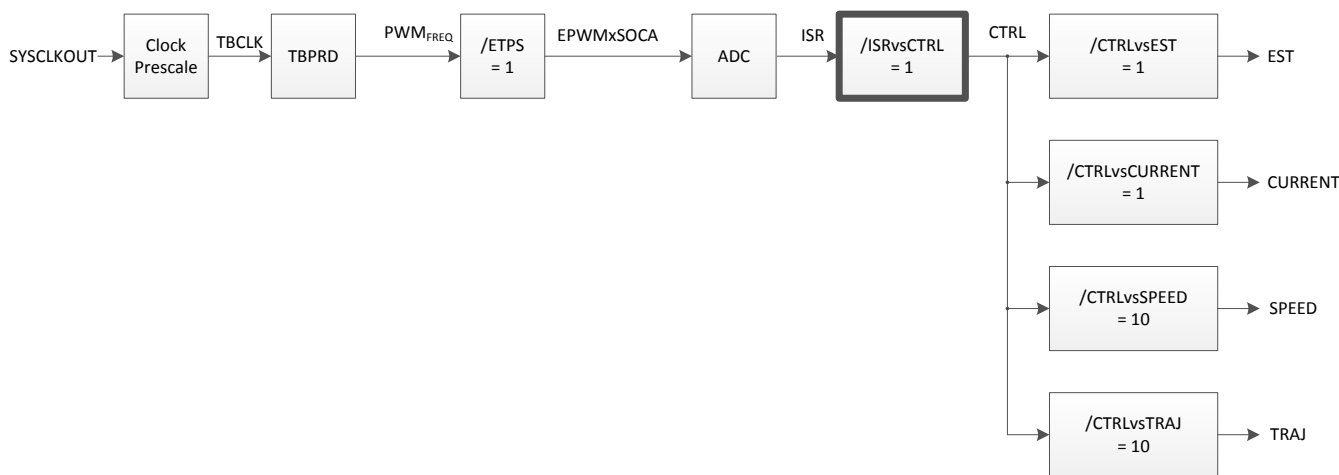 SYSCLKOUT
Clock
Prescale
TBCLK
TBPRD
PWMFREQ
/ETPS
= 1
EPWMxSOCA
ADC
ISR
/ISRvsCTRL
= 1
CTRL
/CTRLvsEST
= 1
EST
/CTRLvsCURRENT
= 1
CURRENT
/CTRLvsSPEED
= 10
SPEED
/CTRLvsTRAJ
= 10
TRAJ